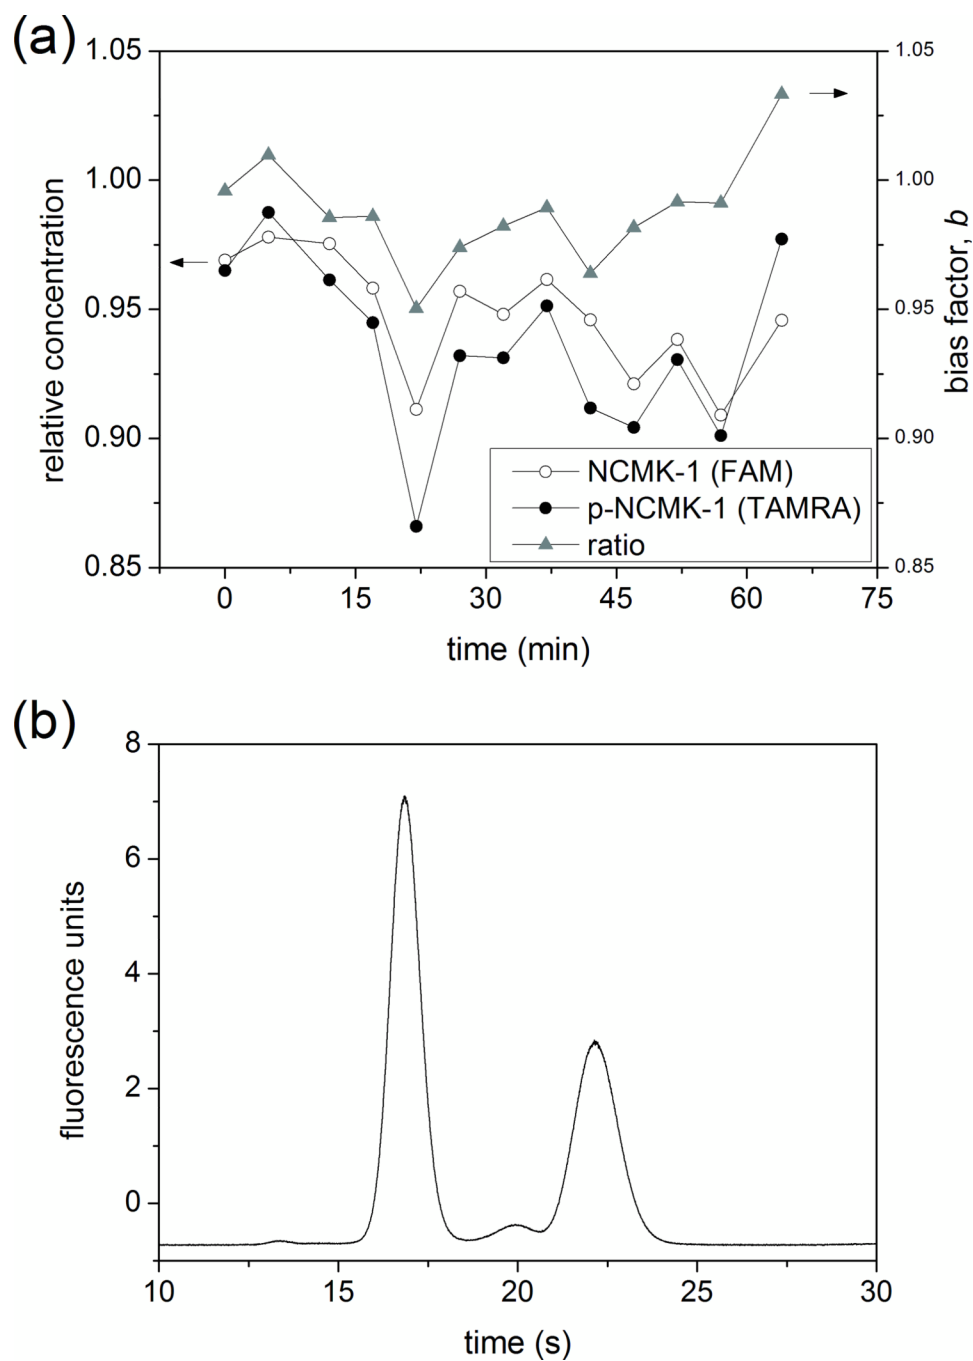 (a)
1.05
1.00
0.95
0.90
0.85
relative concentration
1.05
1.00
0.95
0.90
0.85
bias factor, b
NCMK-1 (FAM)
p-NCMK-1 (TAMRA)
ratio
0 15 30 45 60 75
time (min)
(b)
8
6
4
2
0
fluorescence units
10 15 20 25 30
time (s)